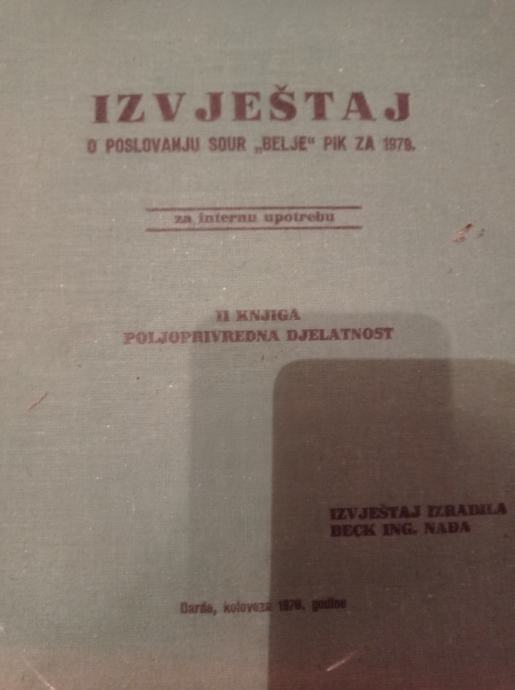 IZVJEŠTAJ
O POSLOVANJU SOUR „BELJE“ PIK ZA 1978.
za internu upotrebu
II KNJIGA
POLJOPRIVREDNA DJELATNOST
IZVJEŠTAJ IZRADILA
BECK ING. NADA
Darda, kolovoza 1978. godine